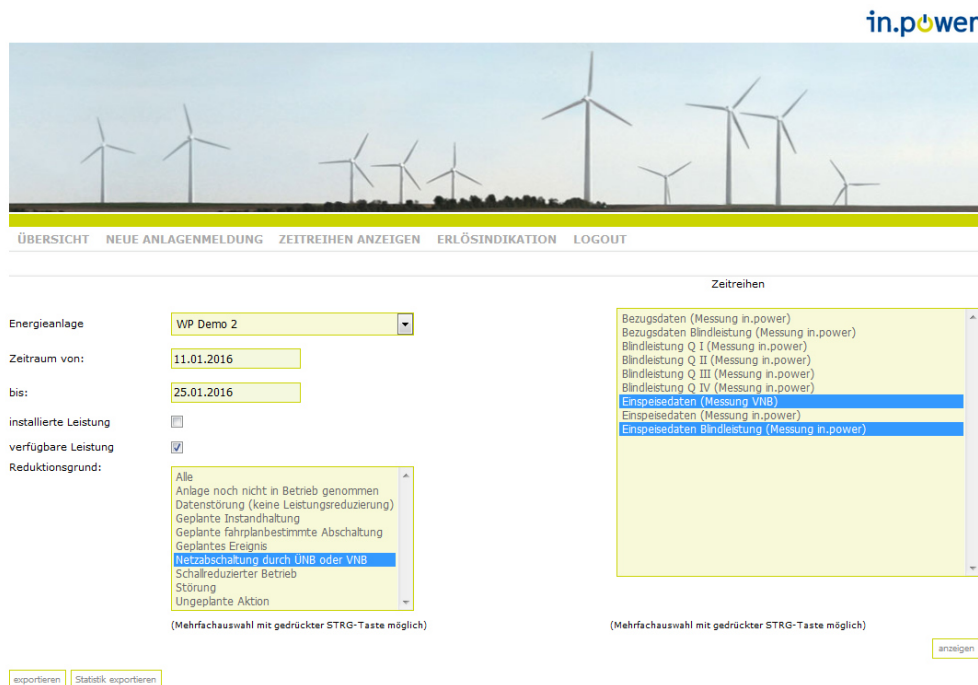 in.power
ÜBERSICHT NEUE ANLAGENMELDUNG ZEITREIHEN ANZEIGEN ERLÖSINDIKATION LOGOUT
Energieanlage
WP Demo 2
Zeitraum von:
11.01.2016
bis:
25.01.2016
installierte Leistung
verfügbare Leistung
Reduktionsgrund:
Alle
Anlage noch nicht in Betrieb genommen
Datenstörung (keine Leistungsreduzierung)
Geplante Instandhaltung
Geplante fahrplanbestimmte Abschaltung
Geplantes Ereignis
Netzabschaltung durch ÜNB oder VNB
Schallreduzierter Betrieb
Störung
Ungeplante Aktion
(Mehrfachauswahl mit gedrückter STRG-Taste möglich)
Zeitreihen
Bezugsdaten (Messung in.power)
Bezugsdaten Blindleistung (Messung in.power)
Blindleistung Q I (Messung in.power)
Blindleistung Q II (Messung in.power)
Blindleistung Q III (Messung in.power)
Blindleistung Q IV (Messung in.power)
Einspeisedaten (Messung VNB)
Einspeisedaten (Messung in.power)
Einspeisedaten Blindleistung (Messung in.power)
(Mehrfachauswahl mit gedrückter STRG-Taste möglich)
anzeigen
exportieren Statistik exportieren